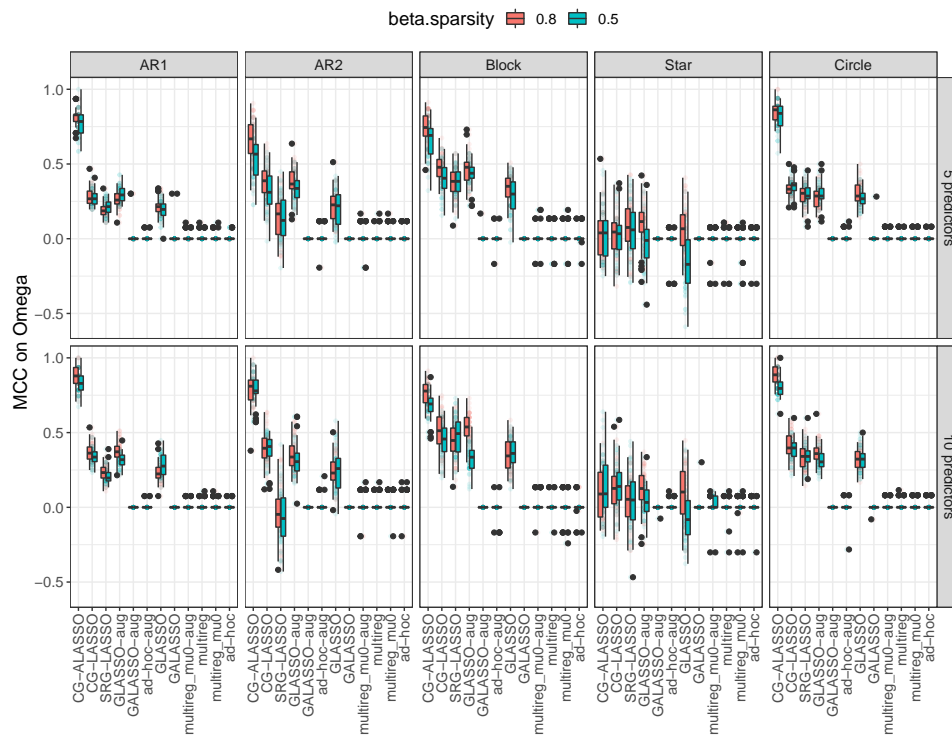 beta.sparsity 0.8 0.5
AR1 AR2 Block Star Circle
MCC on Omega
1.0
0.5
0.0
−0.5
5 predictors
1.0
0.5
0.0
−0.5
10 predictors
CG-ALASSO
CG-LASSO
SRG-LASSO
GLASSO-aug
GALASSO-aug
ad-hoc-aug
GLASSO
GALASSO
multireg_mu0-aug
multireg
multireg_mu0
ad-hoc
CG-ALASSO
CG-LASSO
SRG-LASSO
GLASSO-aug
GALASSO-aug
ad-hoc-aug
GLASSO
GALASSO
multireg_mu0-aug
multireg
multireg_mu0
ad-hoc
CG-ALASSO
CG-LASSO
SRG-LASSO
GLASSO-aug
GALASSO-aug
ad-hoc-aug
GLASSO
GALASSO
multireg_mu0-aug
multireg
multireg_mu0
ad-hoc
CG-ALASSO
CG-LASSO
SRG-LASSO
GLASSO-aug
GALASSO-aug
ad-hoc-aug
GLASSO
GALASSO
multireg_mu0-aug
multireg
multireg_mu0
ad-hoc
CG-ALASSO
CG-LASSO
SRG-LASSO
GLASSO-aug
GALASSO-aug
ad-hoc-aug
GLASSO
GALASSO
multireg_mu0-aug
multireg
multireg_mu0
ad-hoc